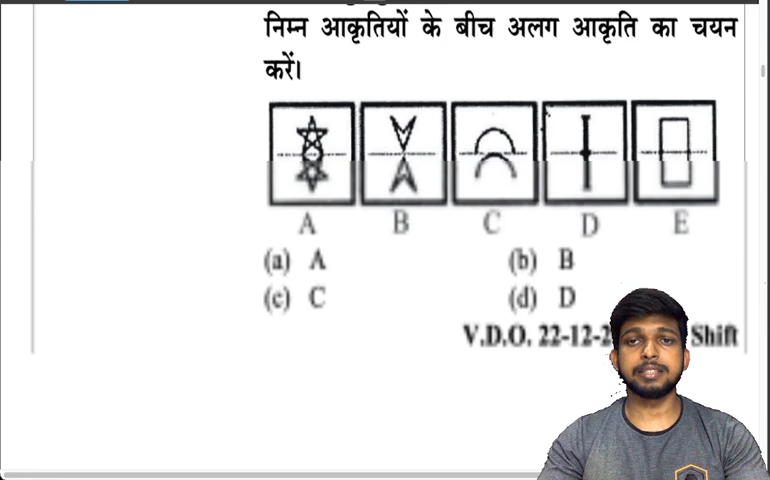 निम्न आकृतियों के बीच अलग आकृति का चयन
करें।
A B C D E
(a) A (b) B
(c) C (d) D
V.D.O. 22-12-2 Shift